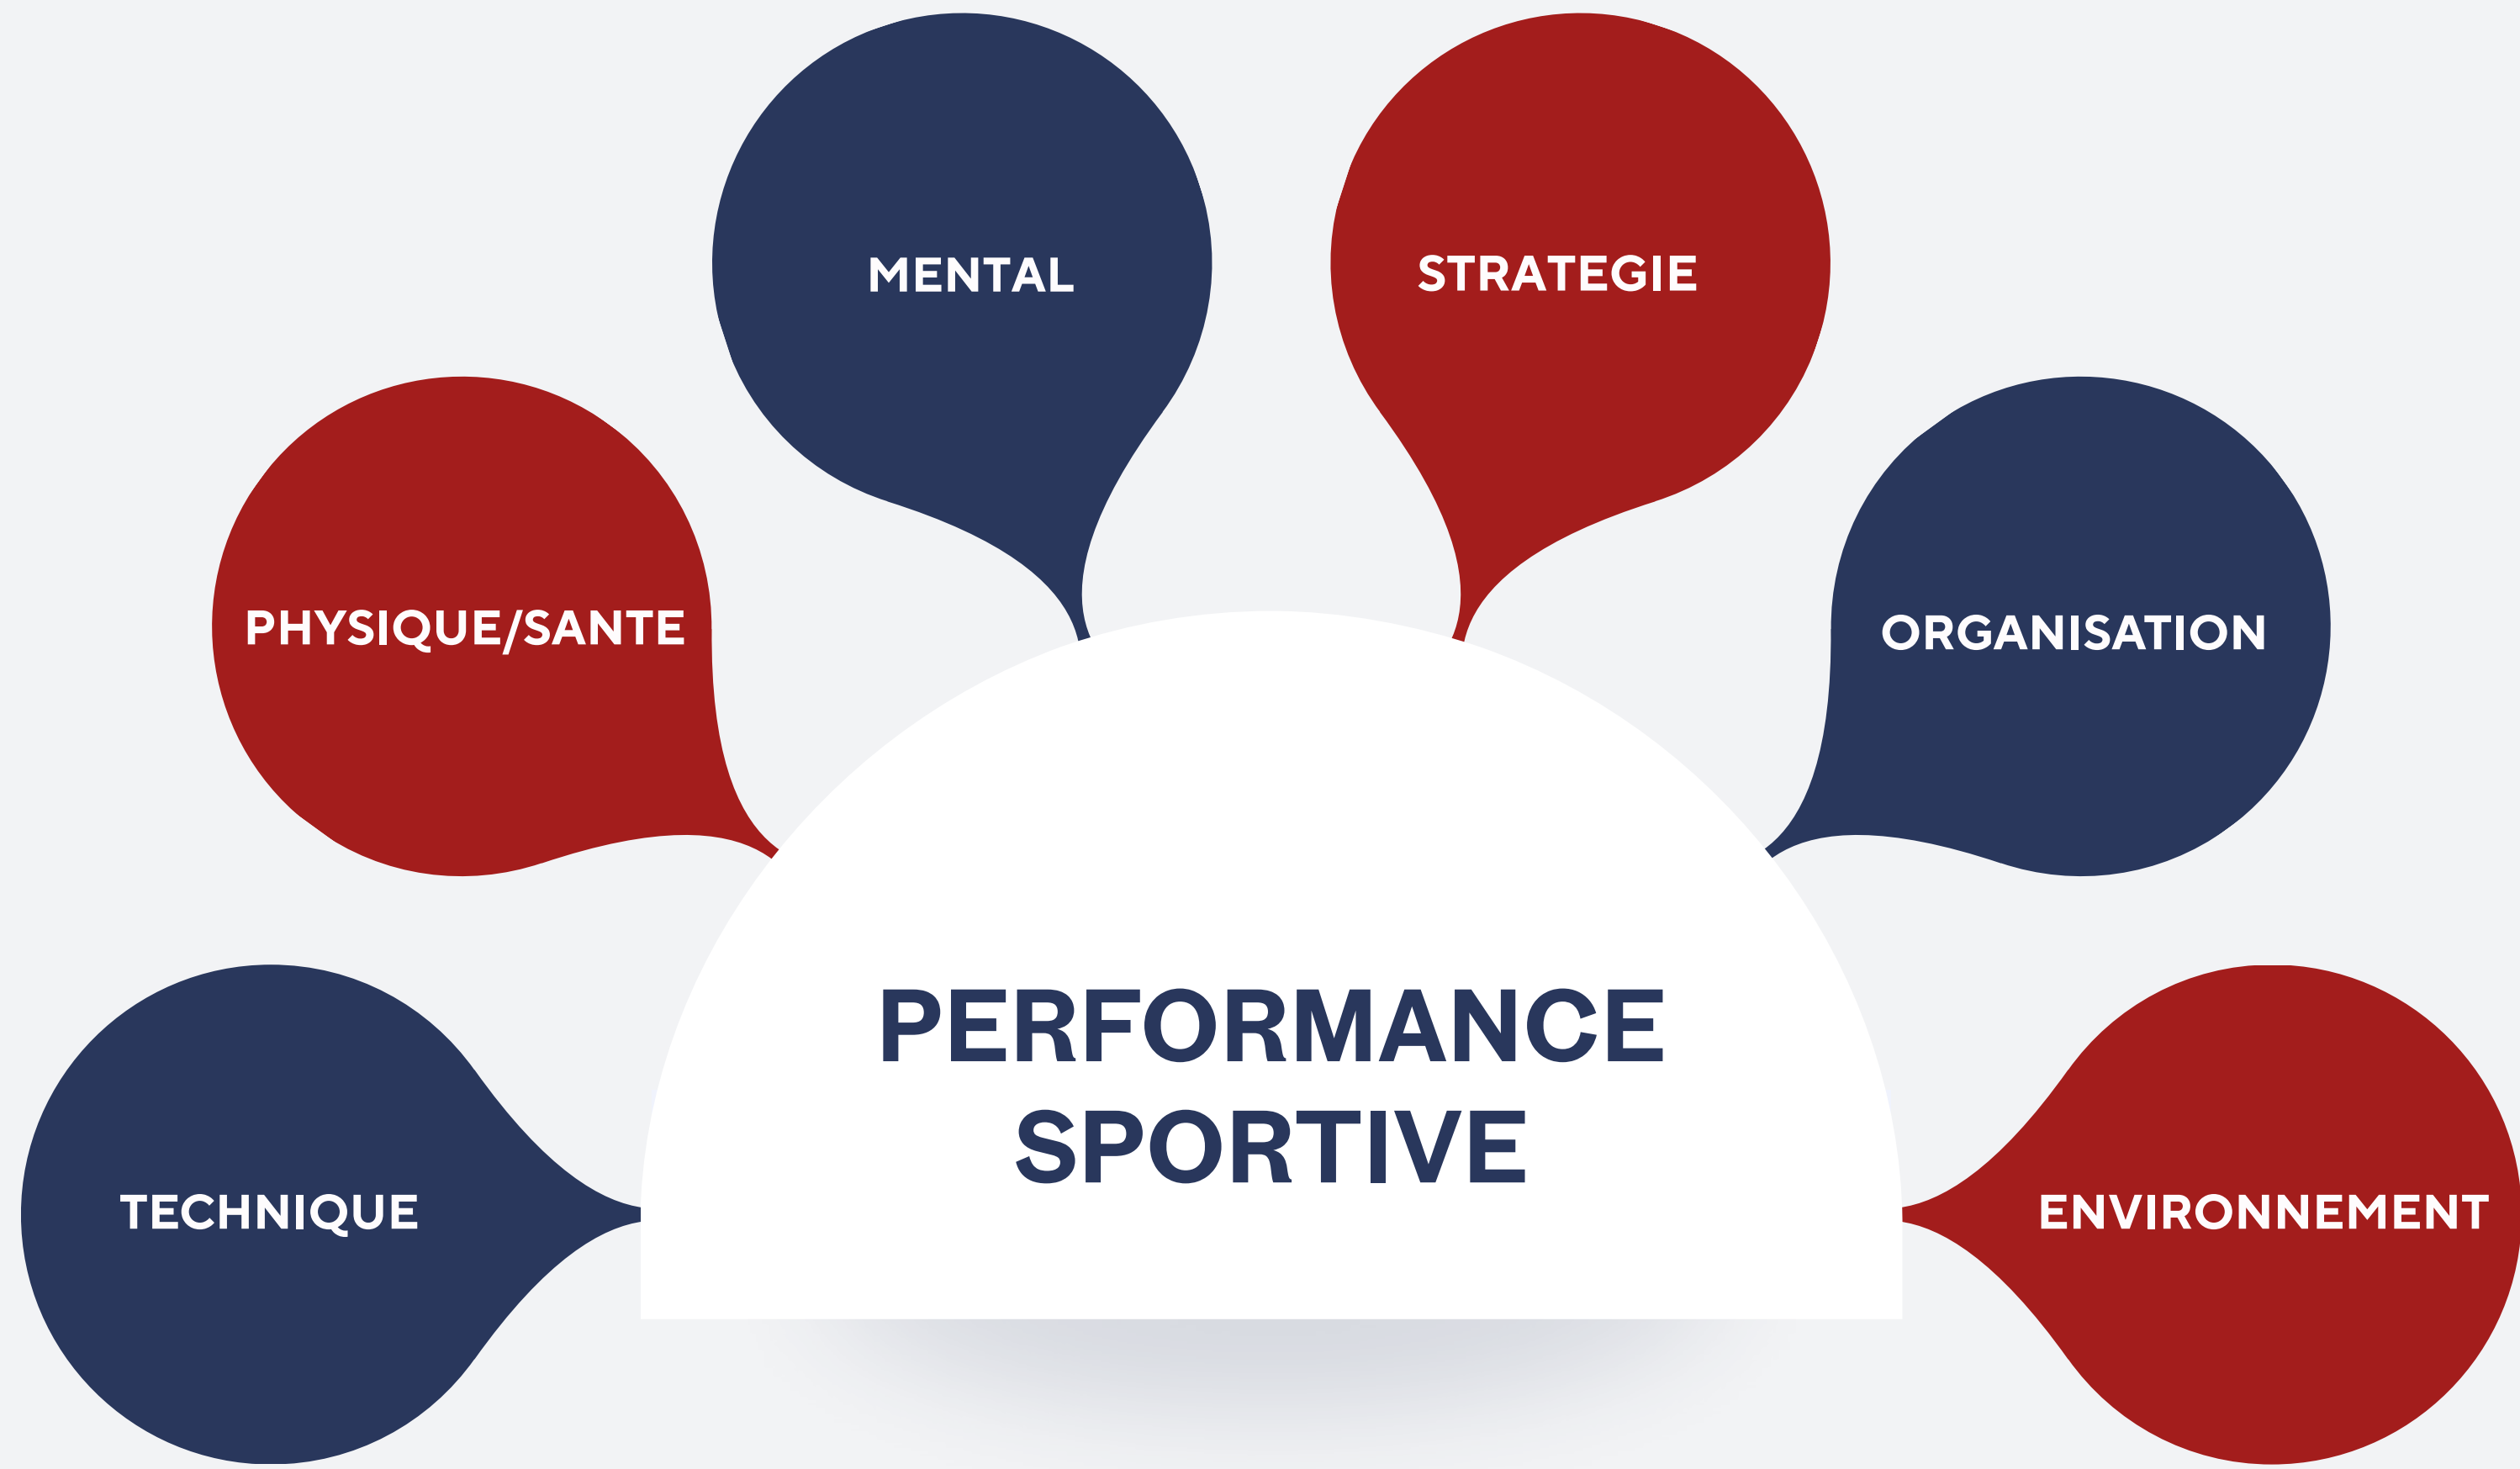 MENTAL
STRATEGIE
PHYSIQUE/SANTE
ORGANISATION
PERFORMANCE
SPORTIVE
TECHNIQUE
ENVIRONNEMENT